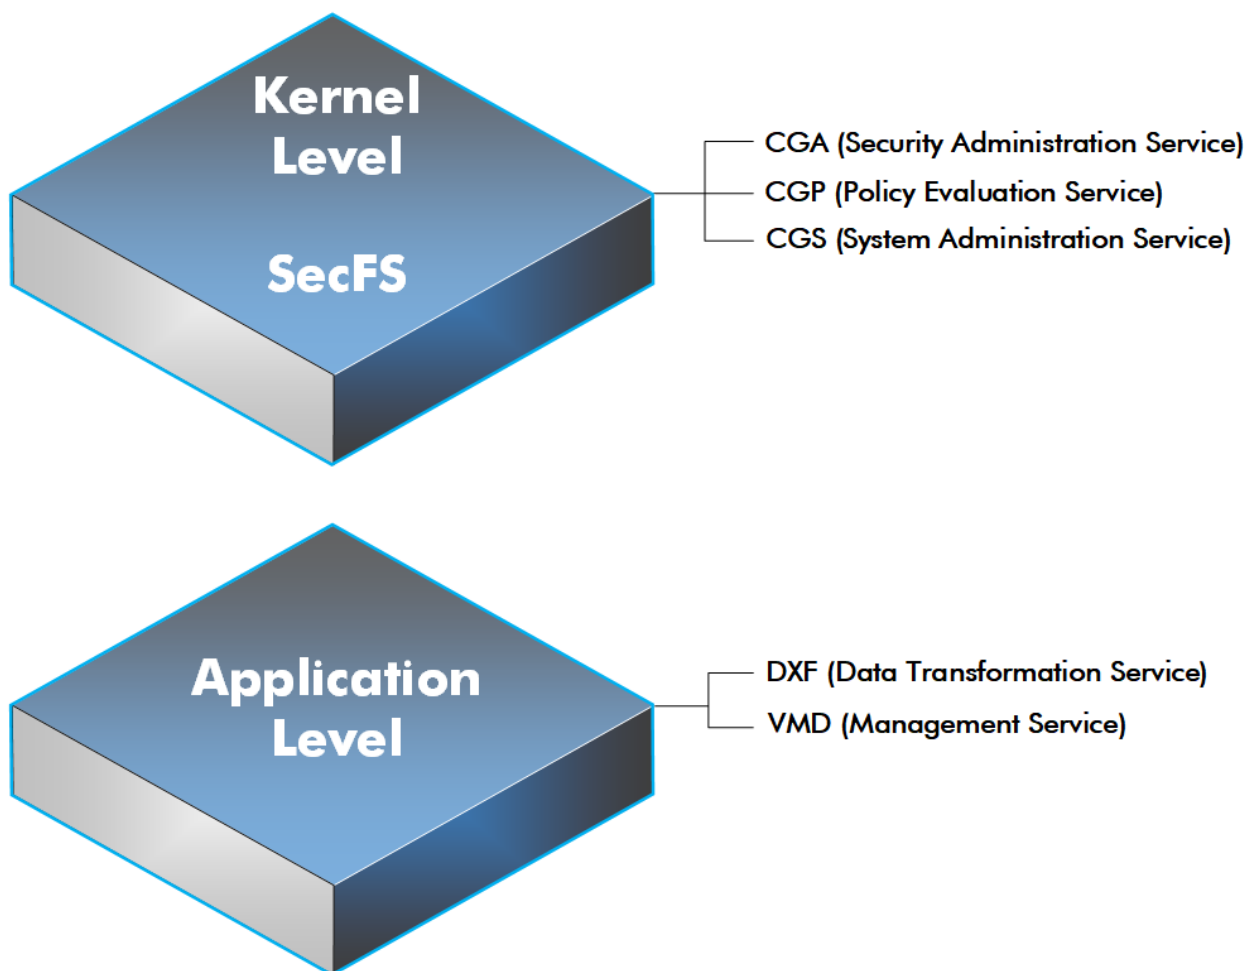 Kernel
Level
SecFS
CGA (Security Administration Service)
CGP (Policy Evaluation Service)
CGS (System Administration Service)
Application
Level
DXF (Data Transformation Service)
VMD (Management Service)